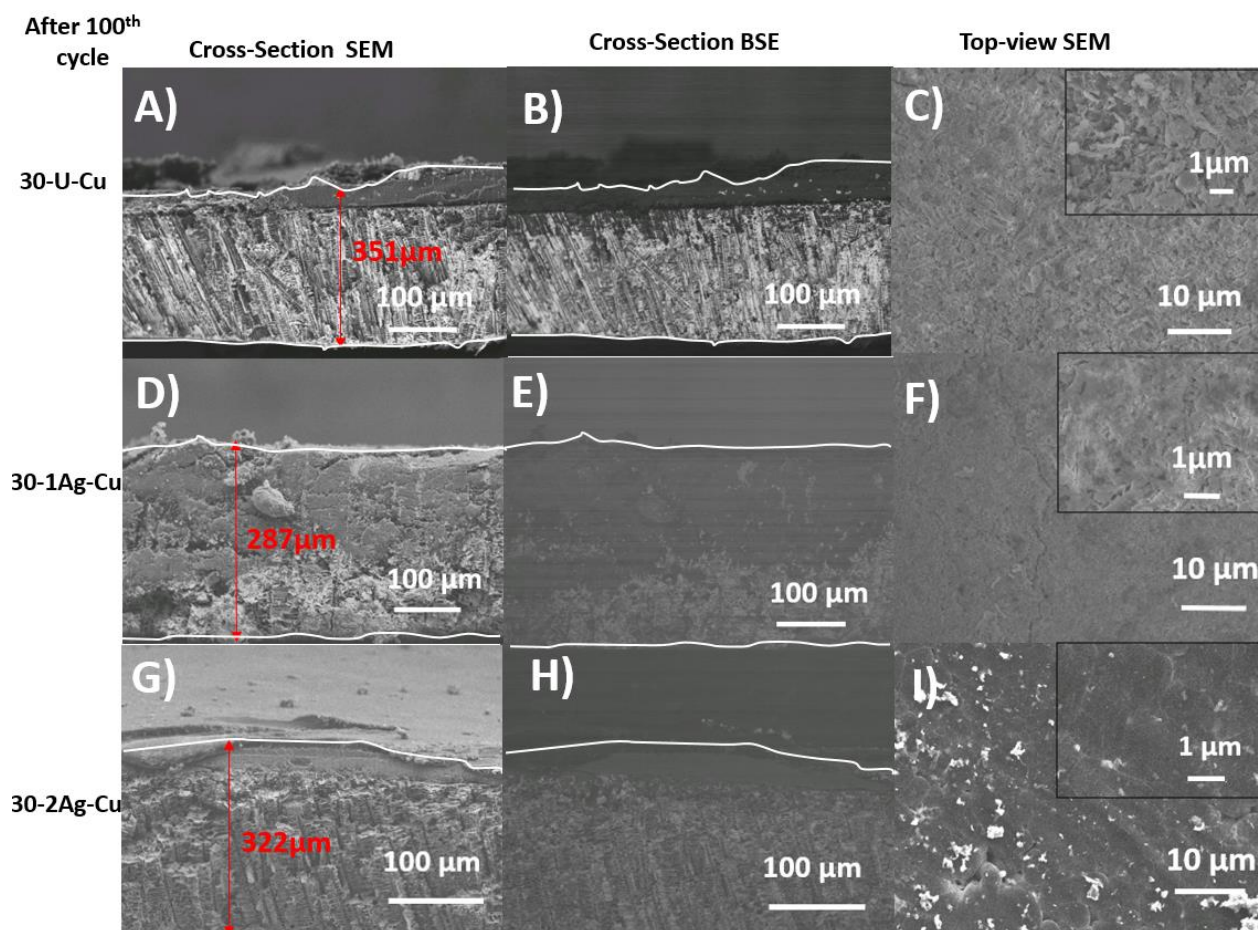 After 100th
cycle
Cross-Section SEM
Cross-Section BSE
Top-view SEM
30-U-Cu
A)
351µm
100 µm
B)
100 µm
C)
1µm
10 µm
30-1Ag-Cu
D)
287µm
100 µm
E)
100 µm
F)
1µm
10 µm
30-2Ag-Cu
G)
322µm
100 µm
H)
100 µm
I)
1 µm
10 µm